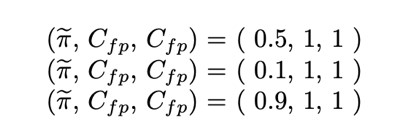 (π̃, C_fp, C_fp) = ( 0.5, 1, 1 )
(π̃, C_fp, C_fp) = ( 0.1, 1, 1 )
(π̃, C_fp, C_fp) = ( 0.9, 1, 1 )